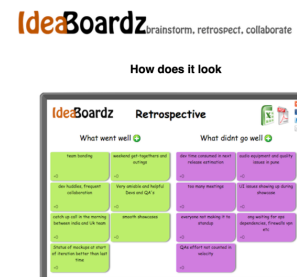 IdeaBoardz brainstorm, retrospect, collaborate
How does it look
IdeaBoardz Retrospective
What went well
What didnt go well
team bonding
weekend get-togethers and
outings
dev time consumed in next
release estimation
audio equipment and quality
issues in pune
dev huddles, frequent
collaboration
Very amiable and helpful
Devs and QA's
too many meetings
UI issues showing up during
showcase
catch up call in the morning
between India and UK team
smooth showcases
everyone not making it to
standup
ong waiting for ops
dependencies, firewalls vpn
etc
Status of mockups at start
of iteration better than last
time
QAs effort not counted in
velocity